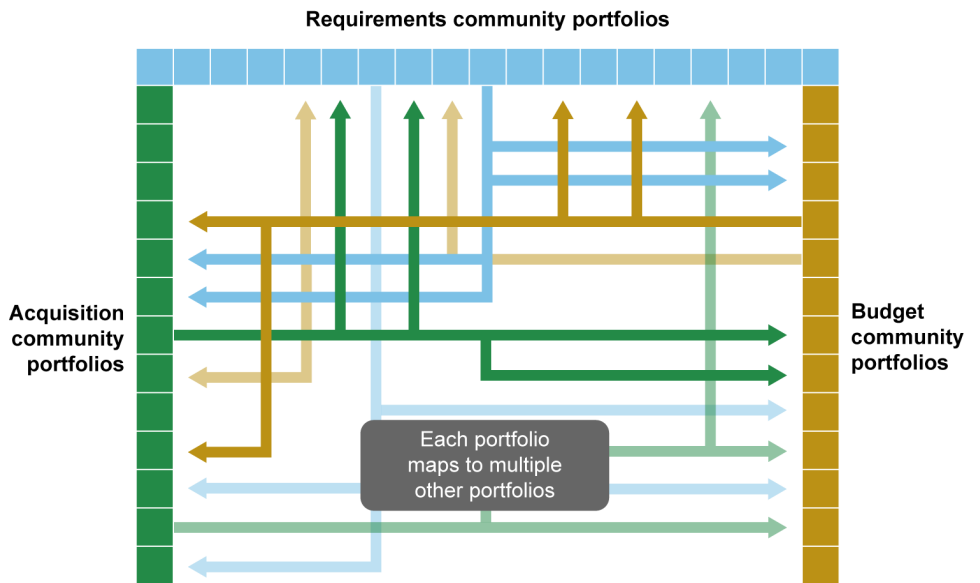 Requirements community portfolios
Acquisition
community
portfolios
Budget
community
portfolios
Each portfolio
maps to multiple
other portfolios